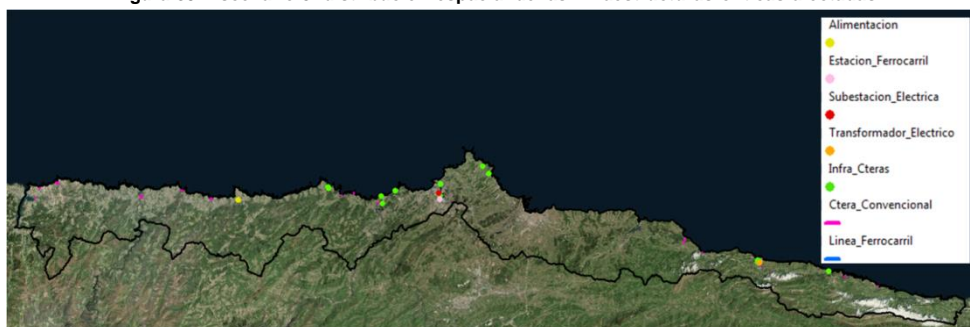 Alimentacion
Estacion_Ferrocarril
Subestacion_Electrica
Transformador_Electrico
Infra_Cteras
Ctera_Convencional
Linea_Ferrocarril